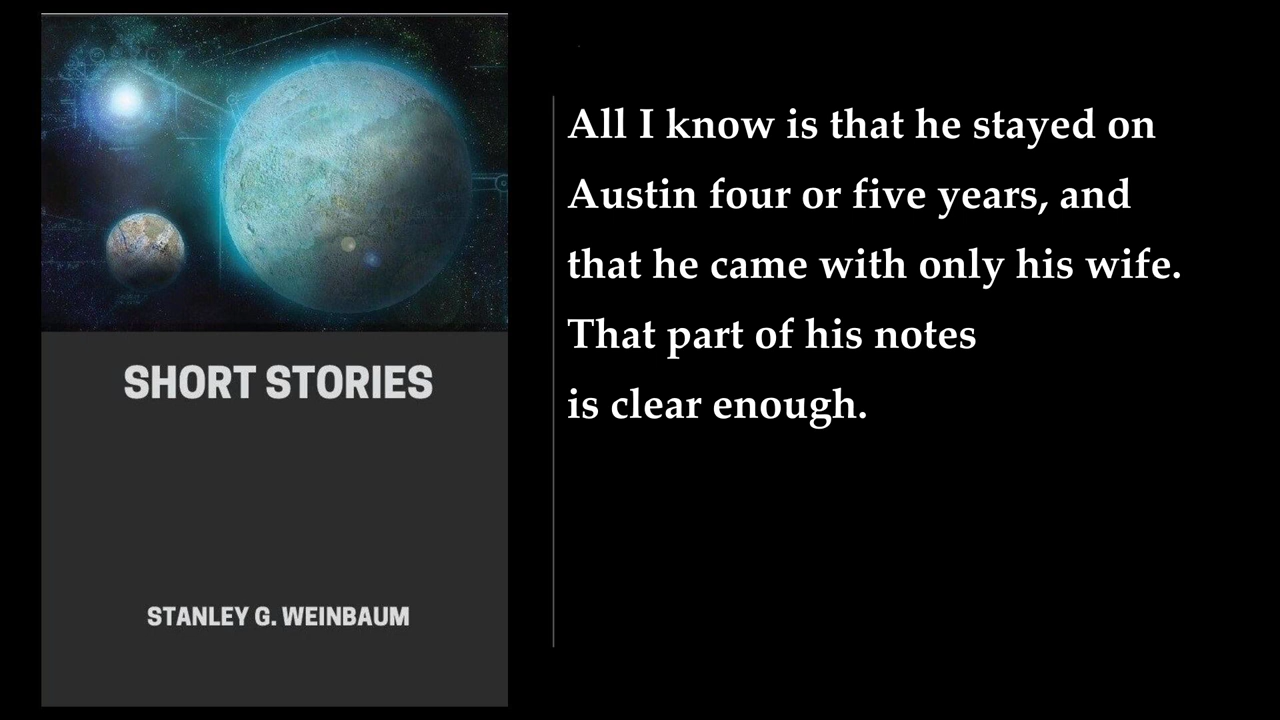 SHORT STORIES
STANLEY G. WEINBAUM
All I know is that he stayed on
Austin four or five years, and
that he came with only his wife.
That part of his notes
is clear enough.